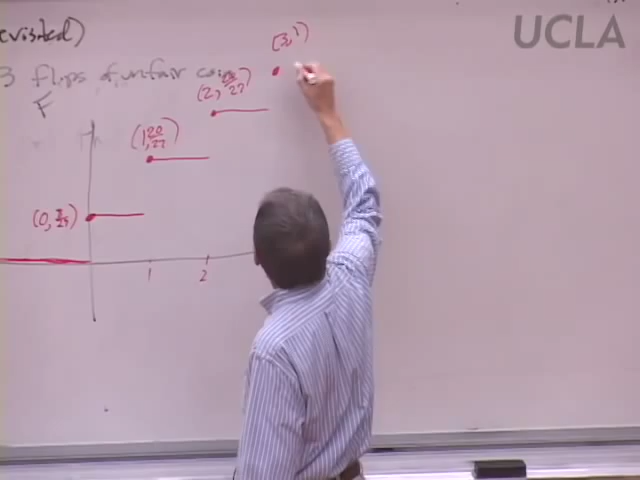 evisited)
UCLA
(3, 1)
3 flips of unfair coin
F
(2, 26/27)
(1, 20/27)
(0, 8/27)
1 2